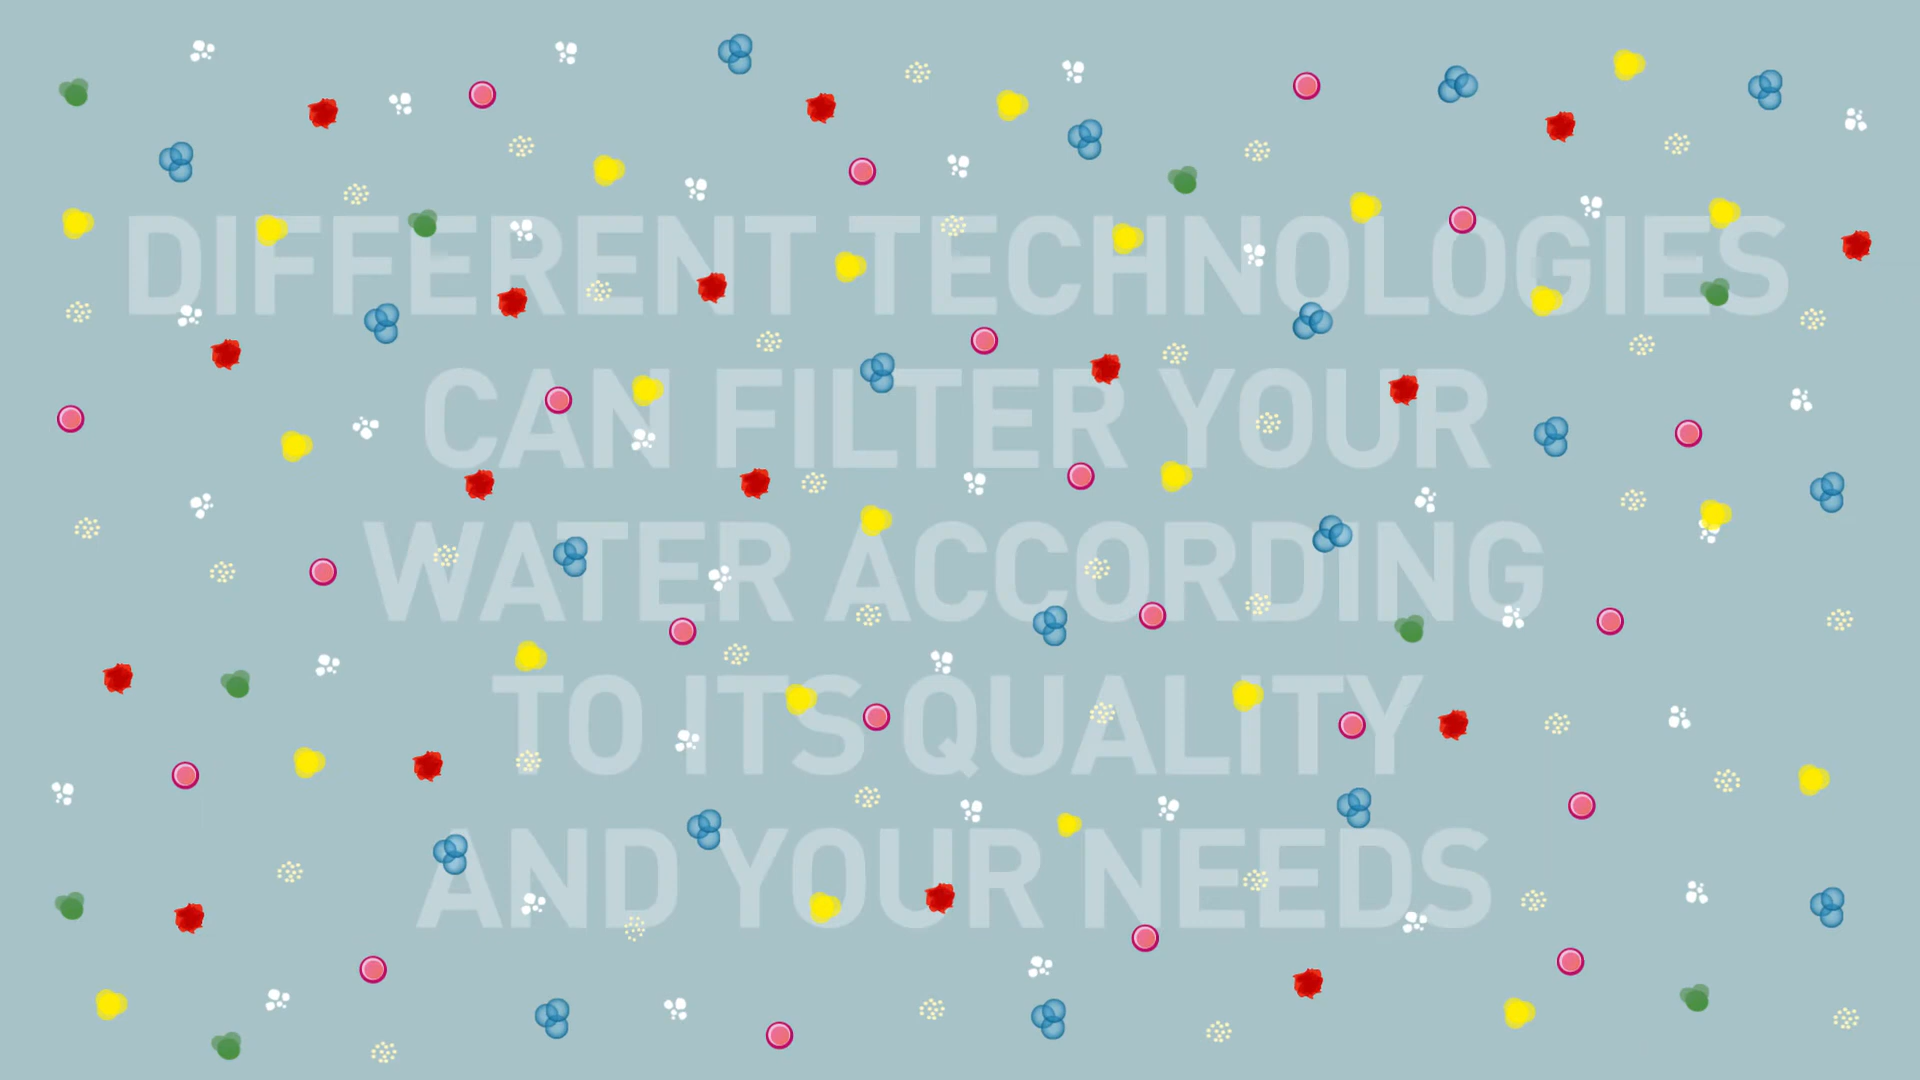 DIFFERENT TECHNOLOGIES
CAN FILTER YOUR
WATER ACCORDING
TO ITS QUALITY
AND YOUR NEEDS